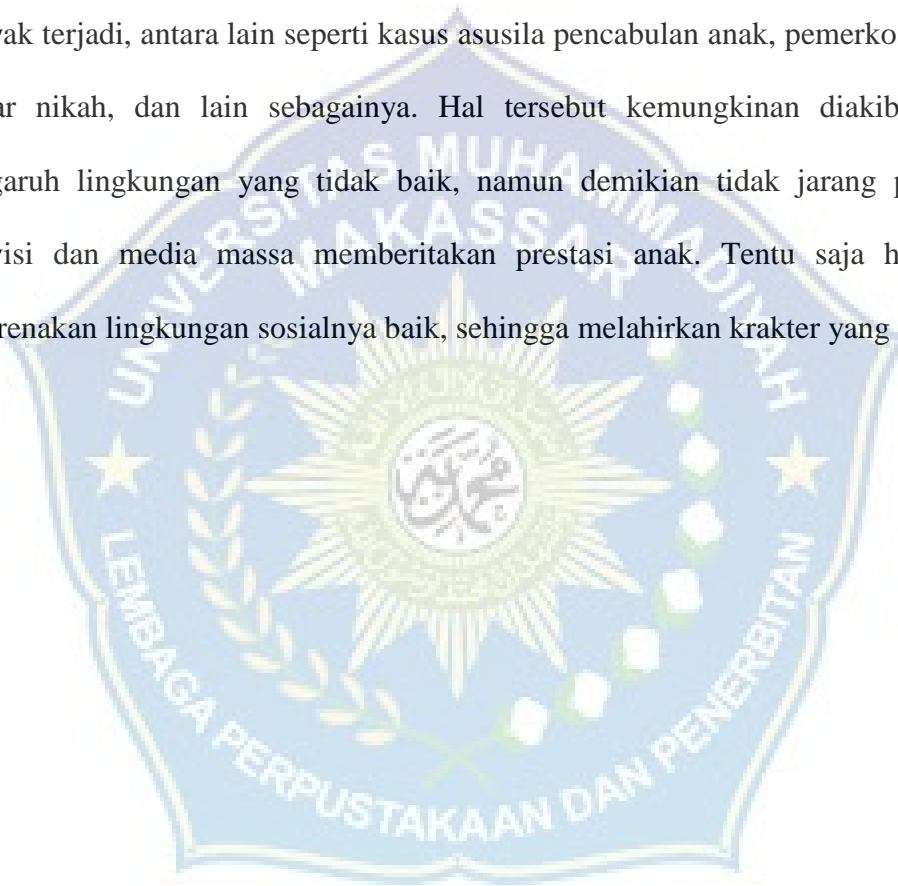 yak terjadi, antara lain seperti kasus asusila pencabulan anak, pemerko
ar nikah, dan lain sebagainya. Hal tersebut kemungkinan diakib
garuh lingkungan yang tidak baik, namun demikian tidak jarang p
visi dan media massa memberitakan prestasi anak. Tentu saja h
renakan lingkungan sosialnya baik, sehingga melahirkan krakter yang
UNIVERSITAS MUHAMMADIYAH
MAKASSAR
محمدية
LEMBAGA PERPUSTAKAAN DAN PENERBITAN